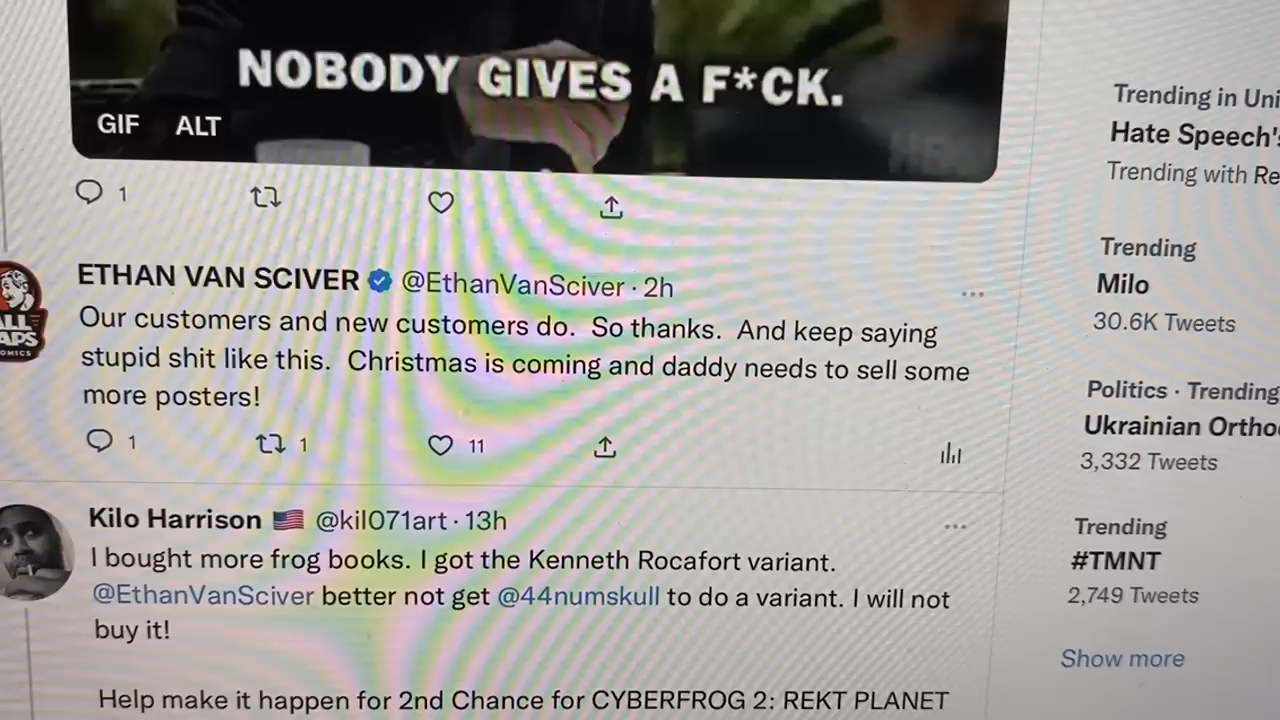 NOBODY GIVES A F*CK.
GIF ALT
1
ETHAN VAN SCIVER @EthanVanSciver · 2h
Our customers and new customers do. So thanks. And keep saying
stupid shit like this. Christmas is coming and daddy needs to sell some
more posters!
1 1 11
Kilo Harrison @kil071art · 13h
I bought more frog books. I got the Kenneth Rocafort variant.
@EthanVanSciver better not get @44numskull to do a variant. I will not
buy it!
Help make it happen for 2nd Chance for CYBERFROG 2: REKT PLANET
Trending in Uni
Hate Speech's
Trending with Re
Trending
Milo
30.6K Tweets
Politics · Trending
Ukrainian Ortho
3,332 Tweets
Trending
#TMNT
2,749 Tweets
Show more